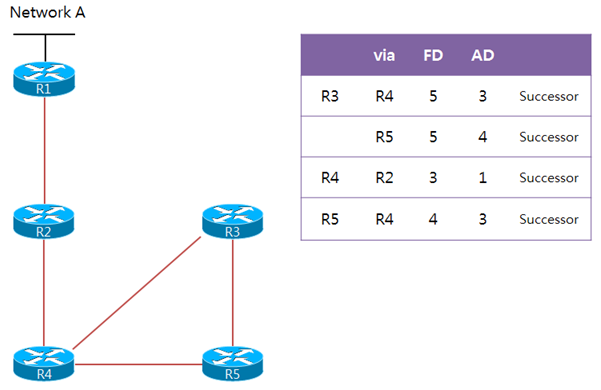 Network A
R1
R2
R3
R4
R5
via FD AD
R3 R4 5 3 Successor
R5 5 4 Successor
R4 R2 3 1 Successor
R5 R4 4 3 Successor